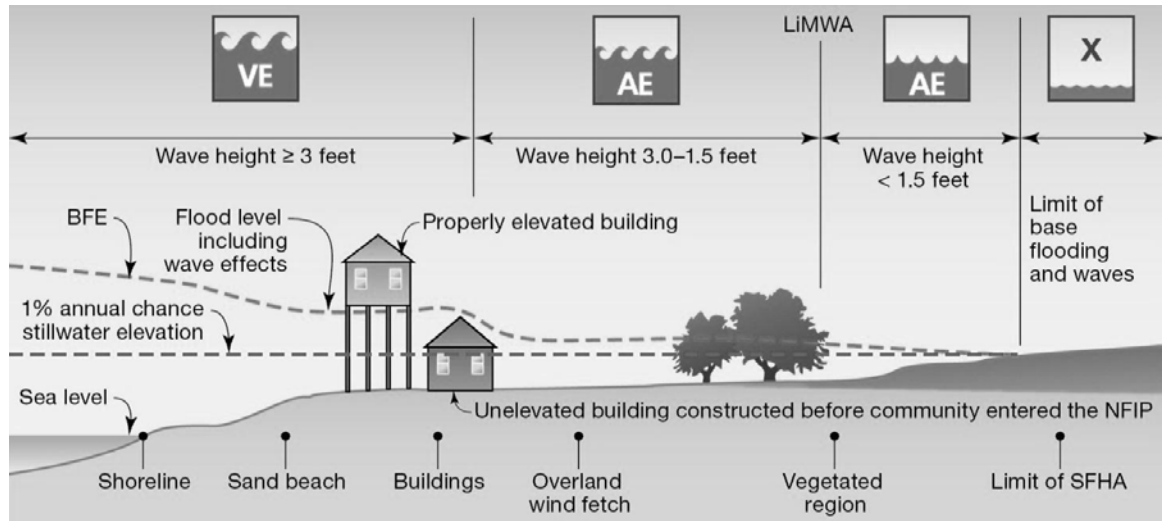 LiMWA
VE
AE
AE
X
Wave height ≥ 3 feet
Wave height 3.0–1.5 feet
Wave height
< 1.5 feet
BFE
Flood level
including
wave effects
Properly elevated building
Limit of
base
flooding
and waves
1% annual chance
stillwater elevation
Sea level
Unelevated building constructed before community entered the NFIP
Shoreline
Sand beach
Buildings
Overland
wind fetch
Vegetated
region
Limit of SFHA